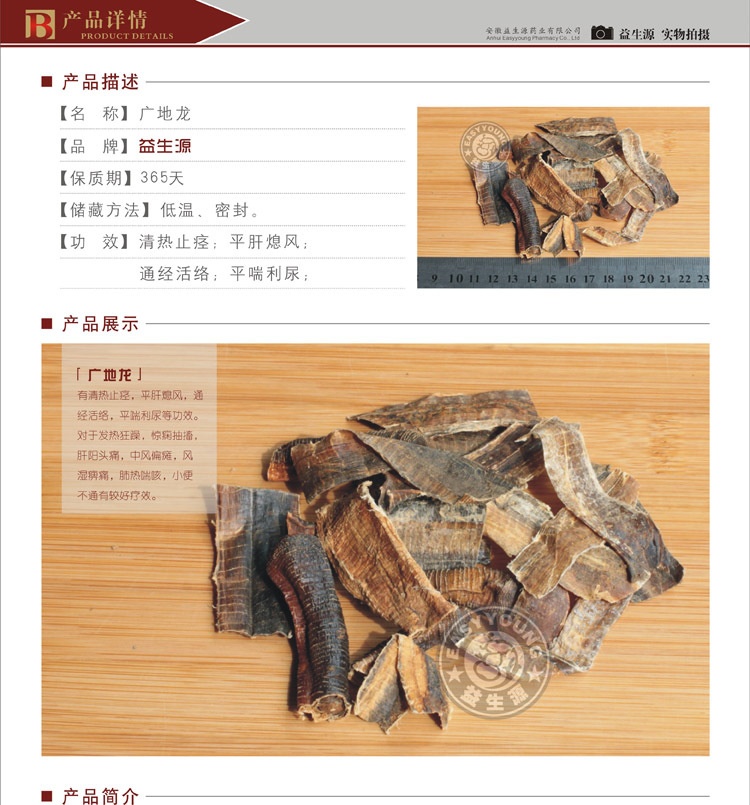 B 产品详情
PRODUCT DETAILS
安徽益生源药业有限公司
Anhui Easyyoung Pharmacy Co., Ltd
益生源 实物拍摄
产品描述
【名 称】广地龙
【品 牌】益生源
【保质期】365天
【储藏方法】低温、密封。
【功 效】清热止痉；平肝熄风；
通经活络；平喘利尿；
EASYYOUNG
9 10 11 12 13 14 15 16 17 18 19 20 21 22 23
产品展示
「广地龙」
有清热止痉，平肝熄风，通
经活络，平喘利尿等功效。
对于发热狂躁，惊痫抽搐，
肝阳头痛，中风偏瘫，风
湿痹痛，肺热喘咳，小便
不通有较好疗效。
EASYYOUNG
益生源
产品简介